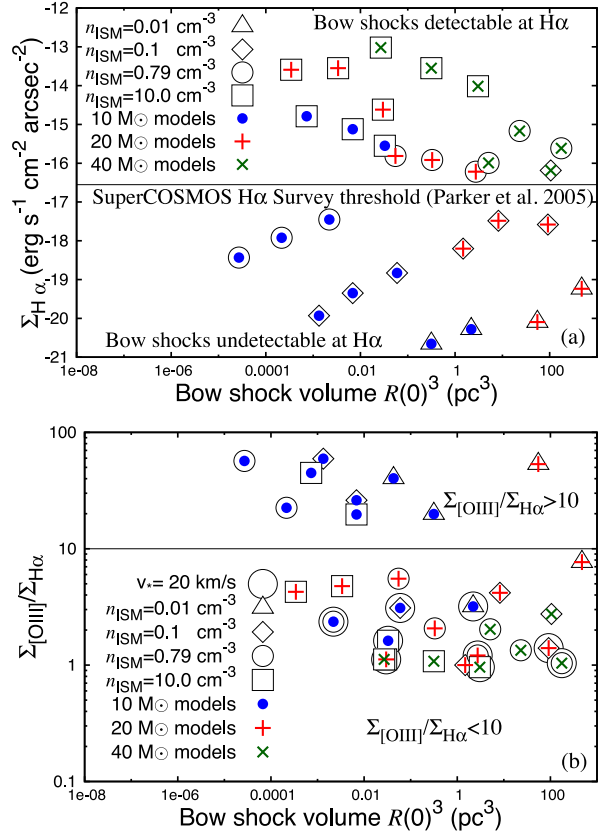 -12
Bow shocks detectable at Hα
-13
n_ISM=0.01 cm⁻³
n_ISM=0.1 cm⁻³
-14
n_ISM=0.79 cm⁻³
n_ISM=10.0 cm⁻³
-15
10 M⊙ models
20 M⊙ models
-16
40 M⊙ models
-17
SuperCOSMOS Hα Survey threshold (Parker et al. 2005)
-18
-19
-20
Bow shocks undetectable at Hα
(a)
-21
Σ_Hα (erg s⁻¹ cm⁻² arcsec⁻²)
1e-08 1e-06 0.0001 0.01 1 100
Bow shock volume R(0)³ (pc³)
100
Σ_[OIII]/Σ_Hα>10
10
v_*= 20 km/s
n_ISM=0.01 cm⁻³
n_ISM=0.1 cm⁻³
n_ISM=0.79 cm⁻³
1
n_ISM=10.0 cm⁻³
10 M⊙ models
20 M⊙ models
Σ_[OIII]/Σ_Hα<10
40 M⊙ models
(b)
0.1
Σ_[OIII]/Σ_Hα
1e-08 1e-06 0.0001 0.01 1 100
Bow shock volume R(0)³ (pc³)